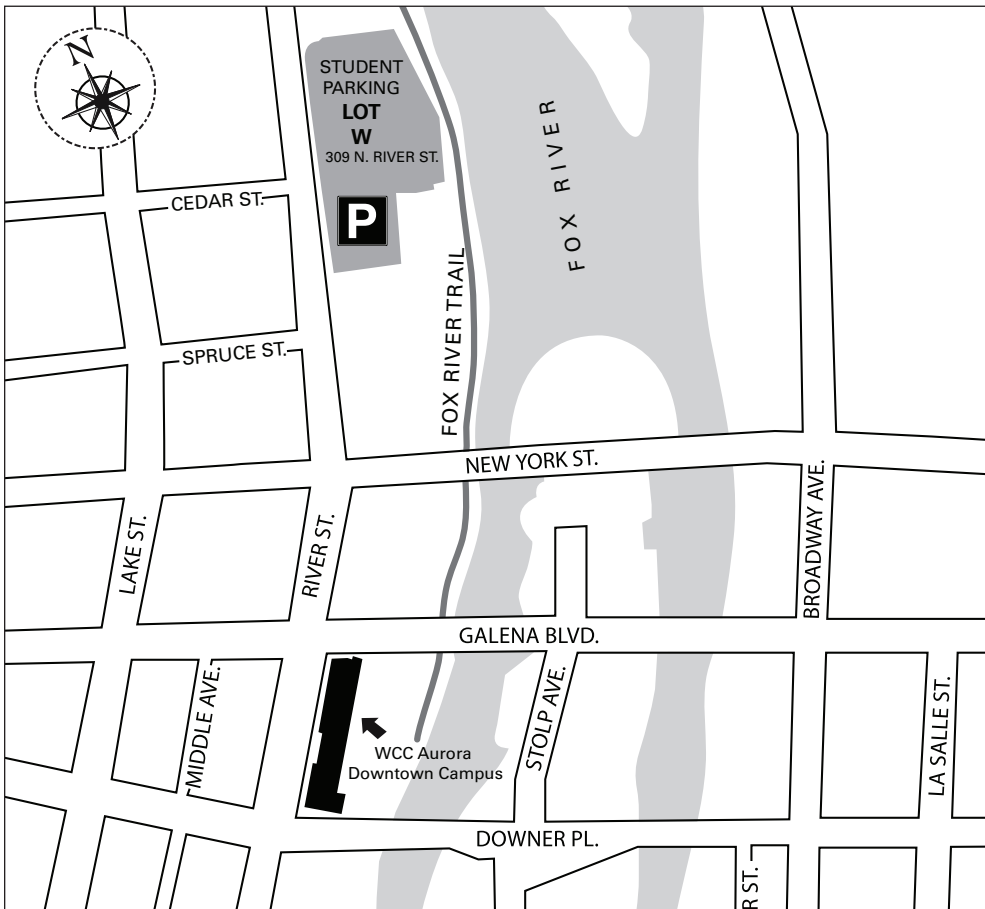 N
STUDENT
PARKING
LOT
W
309 N. RIVER ST.
P
CEDAR ST.
FOX RIVER
FOX RIVER TRAIL
SPRUCE ST.
NEW YORK ST.
LAKE ST.
RIVER ST.
BROADWAY AVE.
GALENA BLVD.
MIDDLE AVE.
STOLP AVE.
LA SALLE ST.
WCC Aurora
Downtown Campus
DOWNER PL.
R ST.